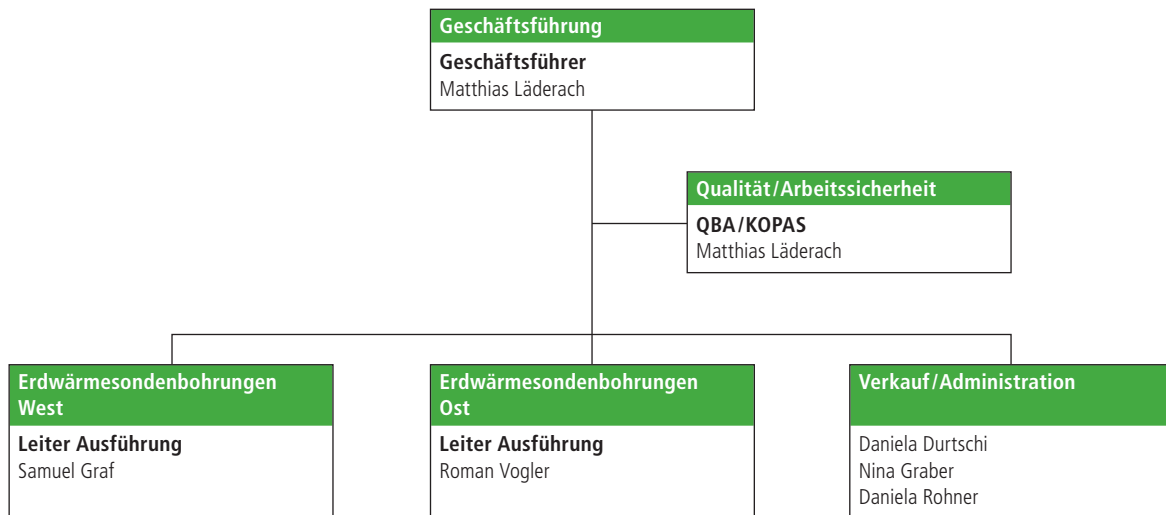 Geschäftsführung
Geschäftsführer
Matthias Läderach
Qualität/Arbeitssicherheit
QBA/KOPAS
Matthias Läderach
Erdwärmesondenbohrungen
West
Leiter Ausführung
Samuel Graf
Erdwärmesondenbohrungen
Ost
Leiter Ausführung
Roman Vogler
Verkauf/Administration
Daniela Durtschi
Nina Graber
Daniela Rohner